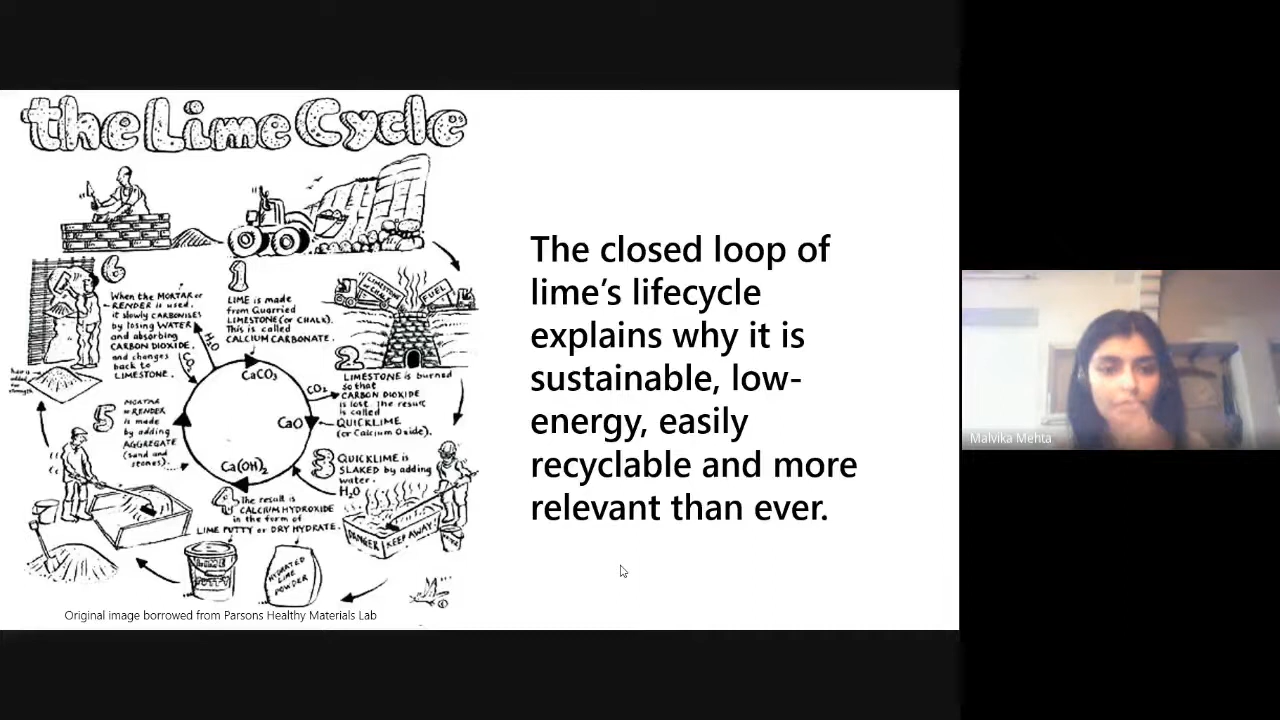 the Lime Cycle
1
LIME is made
from Quarried
LIMESTONE (or CHALK).
This is called
CALCIUM CARBONATE.
FUEL
2
LIMESTONE is burned
so that
CARBON DIOXIDE
is lost. The result
is called
QUICKLIME
(or Calcium Oxide).
3
QUICKLIME is
SLAKED by adding
water.
H₂O
DANGER KEEP AWAY!
4
The result is
CALCIUM HYDROXIDE
in the form of
LIME PUTTY or DRY HYDRATE.
LIME
PUTTY
HYDRATED
LIME
POWDER
5
MORTAR
or RENDER
is made
by adding
AGGREGATE
(sand and
stones)...
6
When the MORTAR or
RENDER is used,
it slowly CARBONISES
by losing WATER
and absorbing
CARBON DIOXIDE.
and changes
back to
LIMESTONE.
H₂O
CO₂
CaCO₃
CO₂
CaO
Ca(OH)₂
Original image borrowed from Parsons Healthy Materials Lab
The closed loop of
lime's lifecycle
explains why it is
sustainable, low-
energy, easily
recyclable and more
relevant than ever.
Malvika Mehta